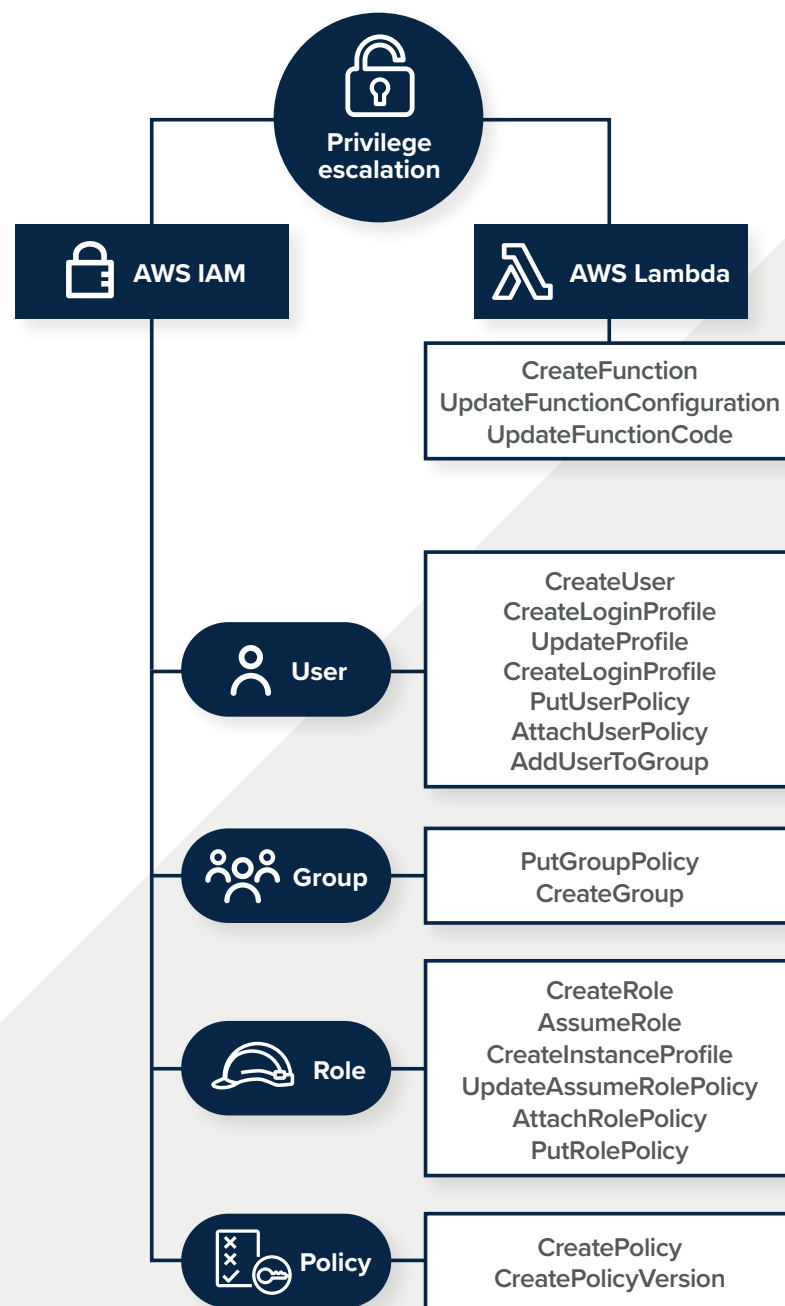 Privilege
escalation
AWS IAM
AWS Lambda
CreateFunction
UpdateFunctionConfiguration
UpdateFunctionCode
User
CreateUser
CreateLoginProfile
UpdateProfile
CreateLoginProfile
PutUserPolicy
AttachUserPolicy
AddUserToGroup
Group
PutGroupPolicy
CreateGroup
Role
CreateRole
AssumeRole
CreateInstanceProfile
UpdateAssumeRolePolicy
AttachRolePolicy
PutRolePolicy
Policy
CreatePolicy
CreatePolicyVersion